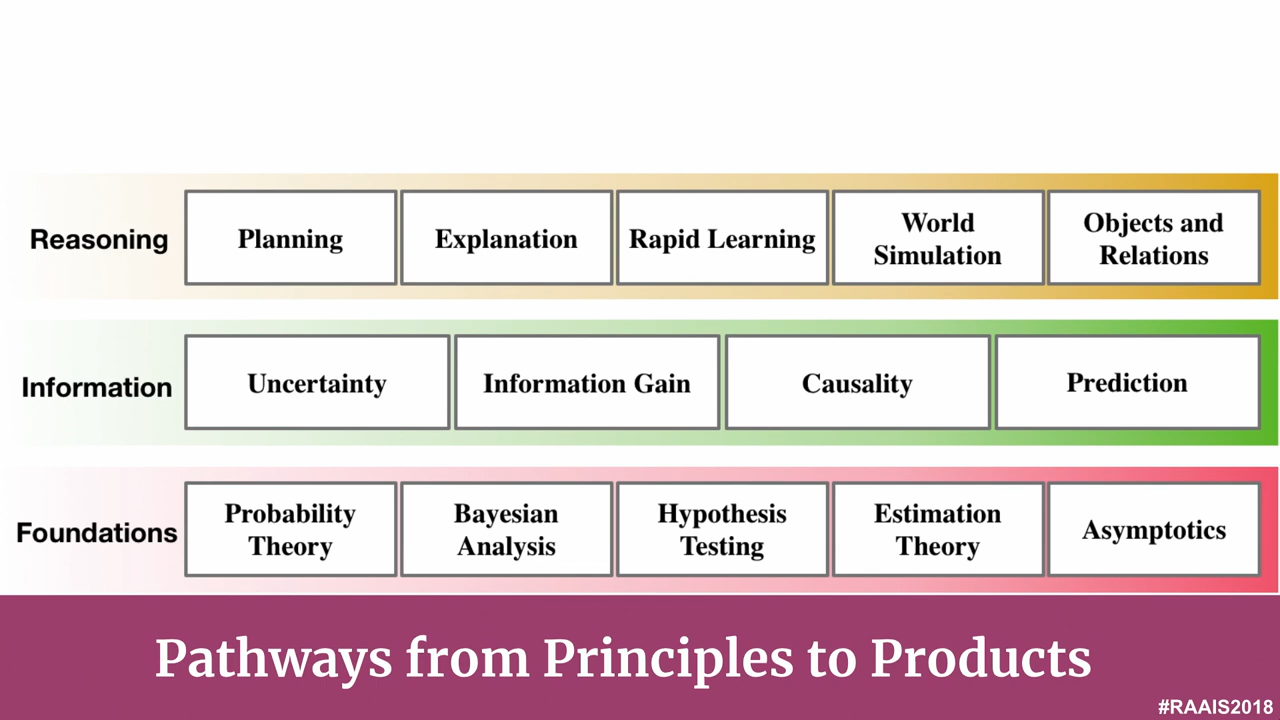 Reasoning
Planning
Explanation
Rapid Learning
World
Simulation
Objects and
Relations
Information
Uncertainty
Information Gain
Causality
Prediction
Foundations
Probability
Theory
Bayesian
Analysis
Hypothesis
Testing
Estimation
Theory
Asymptotics
Pathways from Principles to Products
#RAAIS2018